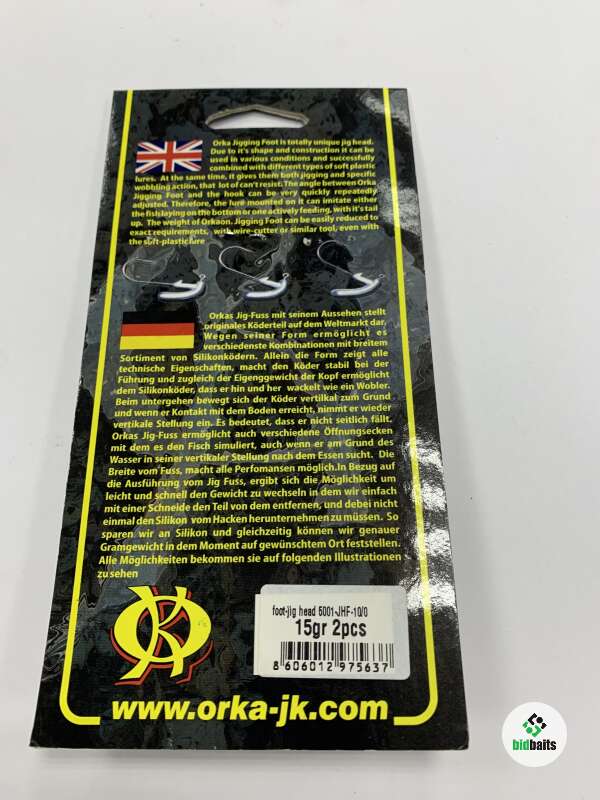 Orka Jigging Foot is totally unique jig head.
Due to it's shape and construction it can be
used in various conditions and successfully
combined with different types of soft plastic
lures. At the same time, it gives them both jigging and specific
wobbling action, that lot of can't resist. The angle between Orka
Jigging Foot and the hook can be very quickly repeatedly
adjusted. Therefore, the lure mounted on it can imitate either
the fish laying on the bottom or one actively feeding, with it's tail
up. The weight of Orkaon. Jigging Foot can be easily reduced to
exact requirements, with wire-cutter or similar tool, even with
the soft-plastic lure
Orkas Jig-Fuss mit seinem Aussehen stellt
originales Köderteil auf dem Weltmarkt dar.
Wegen seiner Form ermöglicht es
verschiedenste Kombinationen mit breitem
Sortiment von Silikonködern. Allein die Form zeigt alle
technische Eigenschaften, macht den Köder stabil bei der
Führung und zugleich der Eigenggewicht der Kopf ermöglicht
dem Silikonköder, dass er hin und her wackelt wie ein Wobler.
Beim untergehen bewegt sich der Köder vertilkal zum Grund
und wenn er Kontakt mit dem Boden erreicht, nimmt er wieder
vertikale Stellung ein. Es bedeutet, dass er nicht seitlich fällt.
Orkas Jig-Fuss ermöglicht auch verschiedene Öffnungsecken
mit dem es den Fisch simuliert, auch wenn er am Grund des
Wasser in seiner vertikaler Stellung nach dem Essen sucht. Die
Breite vom Fuss, macht alle Perfomansen möglich.In Bezug auf
die Ausführung vom Jig Fuss, ergibt sich die Möglichkeit um
leicht und schnell den Gewicht zu wechseln in dem wir einfach
mit einer Schneide den Teil von dem entfernen, und dabei nicht
einmal den Silikon vom Hacken herunternehmen zu müssen. So
sparen wir an Silikon und gleichzeitig können wir genauer
Gramgewicht in dem Moment auf gewünschtem Ort feststellen.
Alle Möglichkeiten bekommen sie auf folgenden Illustrationen
zu sehen
foot-jig head 5001-JHF-10/0
15gr 2pcs
8606012975637
www.orka-jk.com
bidbaits